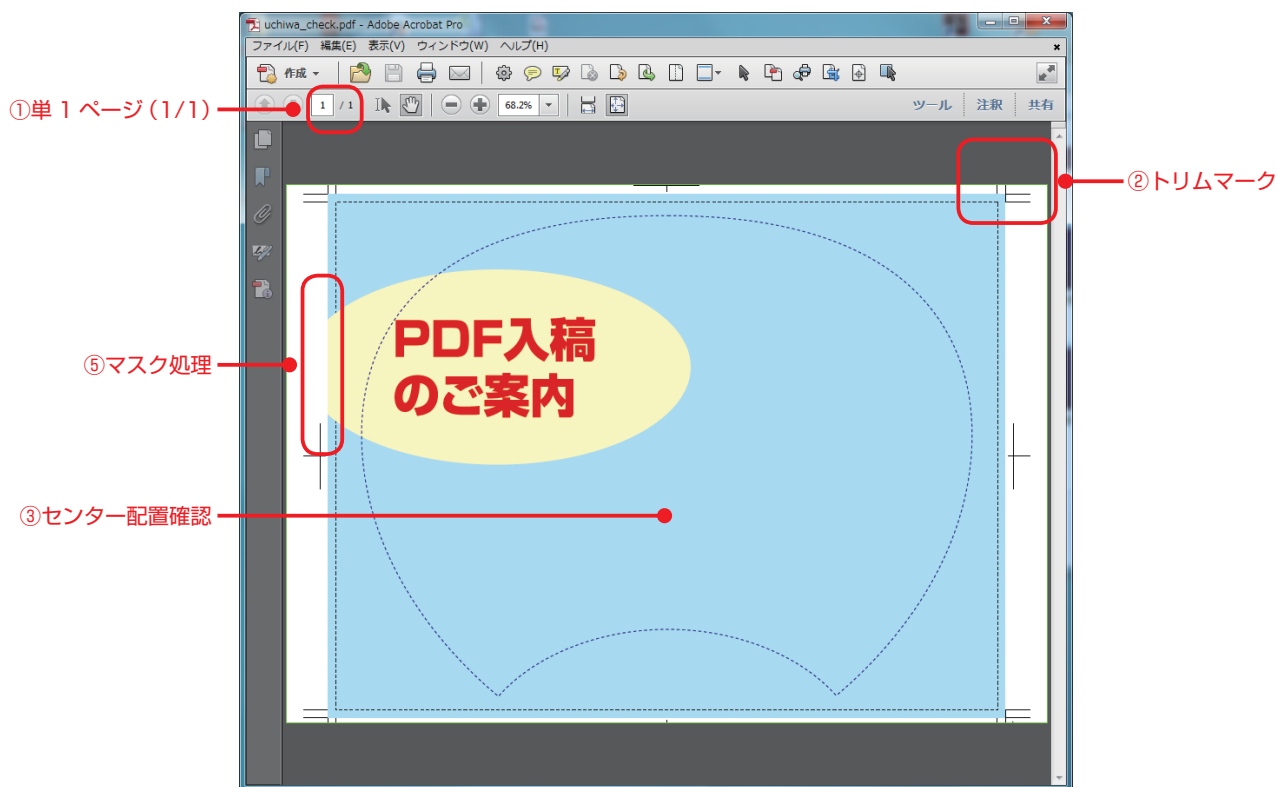 uchiwa_check.pdf - Adobe Acrobat Pro
ファイル(F) 編集(E) 表示(V) ウィンドウ(W) ヘルプ(H)
作成
①単 1 ページ (1/1)
1 / 1
68.2%
ツール 注釈 共有
②トリムマーク
PDF入稿
のご案内
⑤マスク処理
③センター配置確認